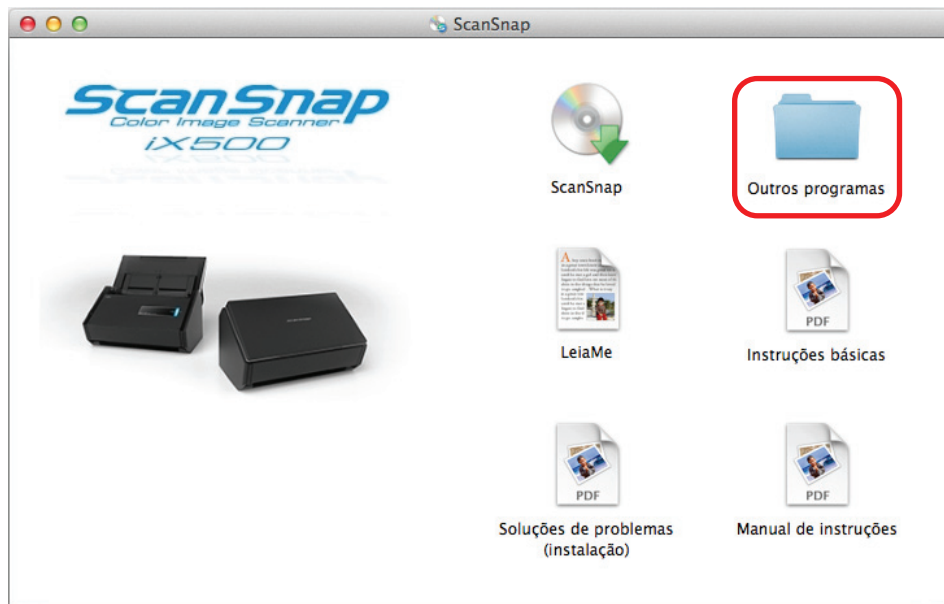 ScanSnap
ScanSnap
Color Image Scanner
iX500
ScanSnap
Outros programas
LeiaMe
PDF
Instruções básicas
PDF
Soluções de problemas
(instalação)
PDF
Manual de instruções